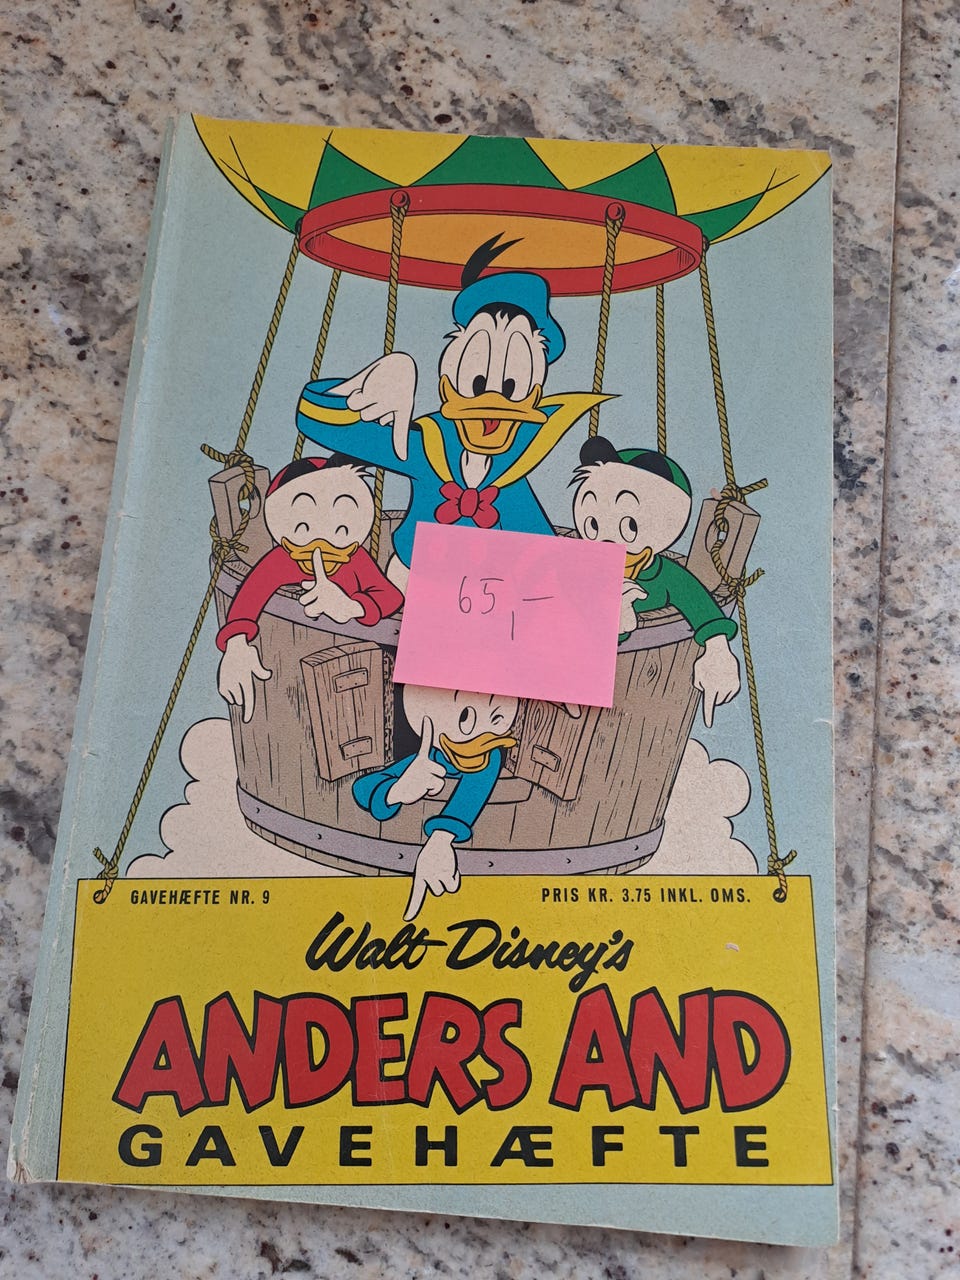 65,-
GAVEHÆFTE NR. 9
PRIS KR. 3.75 INKL. OMS.
Walt Disney's
ANDERS AND
GAVEHÆFTE